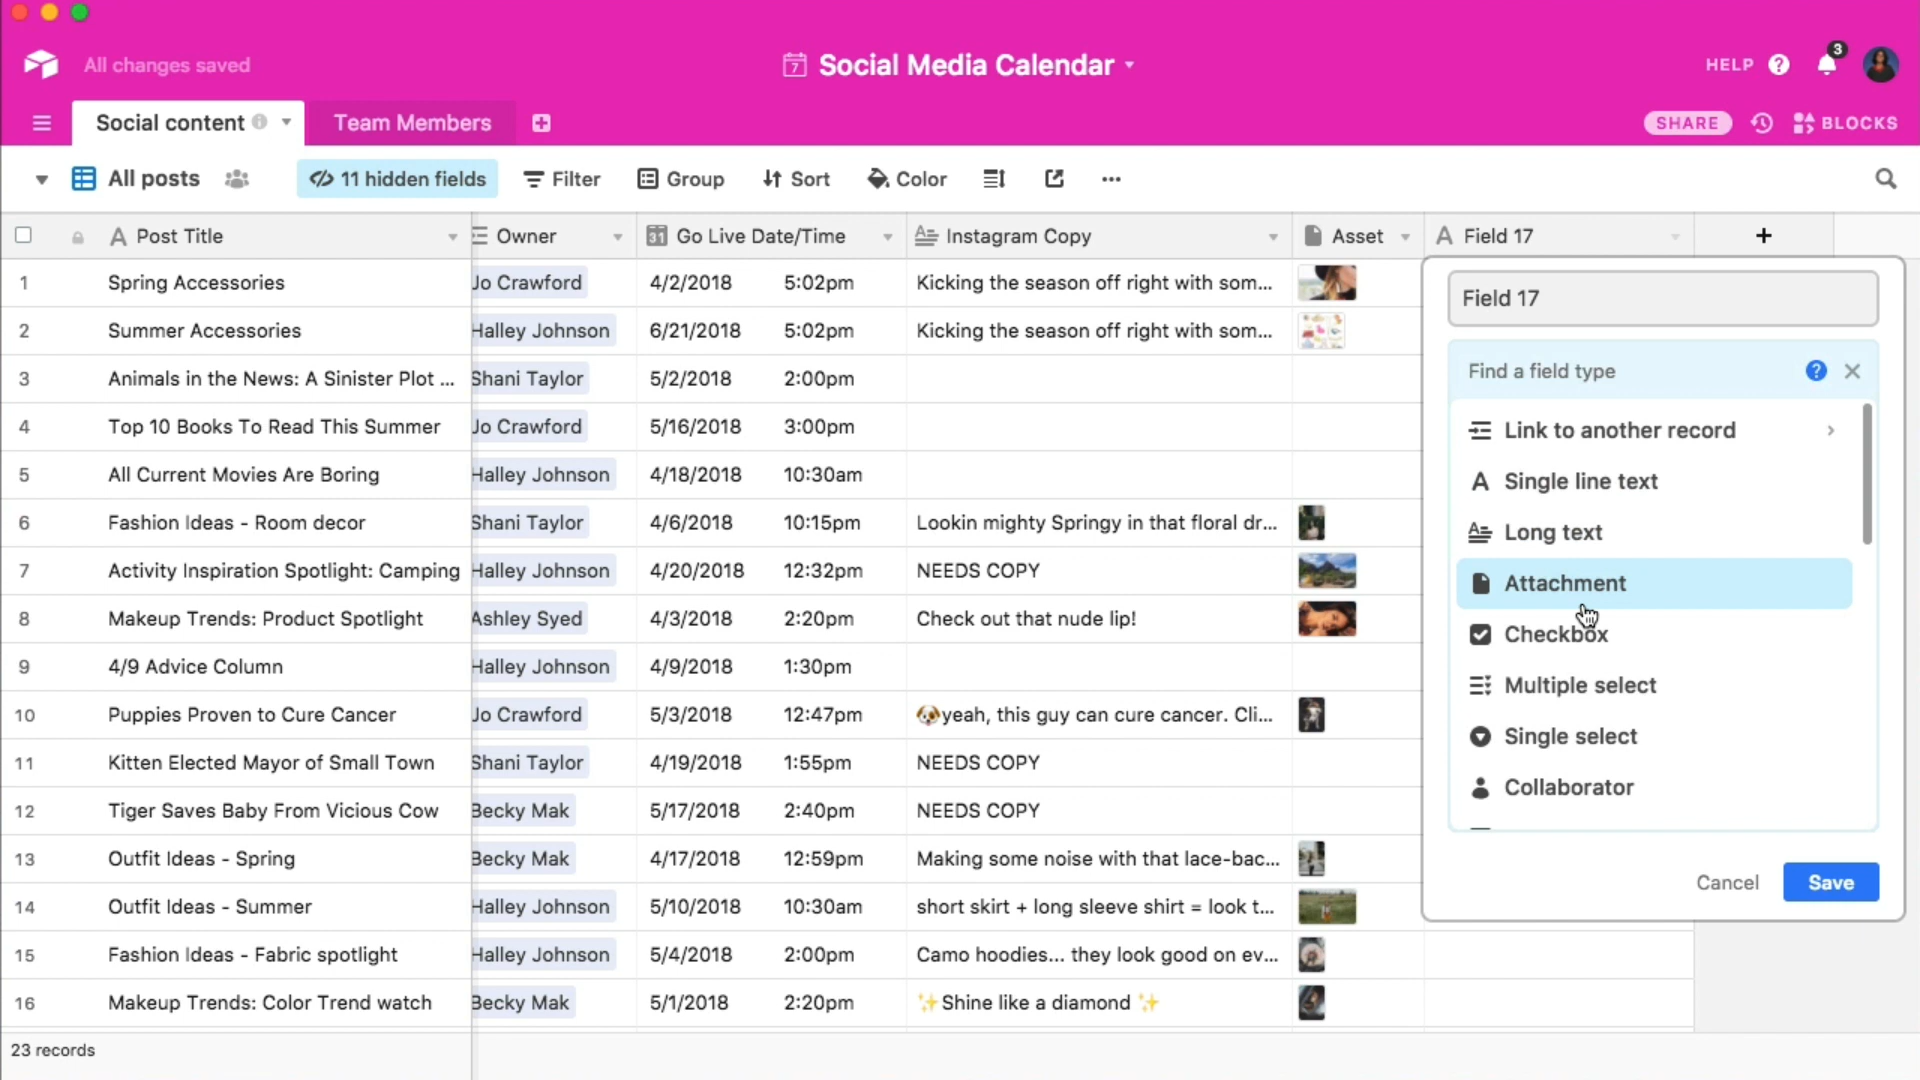 All changes saved
7
Social Media Calendar
HELP ?
3
Social content
Team Members
SHARE
BLOCKS
All posts
11 hidden fields
Filter
Group
Sort
Color
Post Title
Owner
31 Go Live Date/Time
Instagram Copy
Asset
Field 17
1 Spring Accessories Jo Crawford 4/2/2018 5:02pm Kicking the season off right with som...
2 Summer Accessories Halley Johnson 6/21/2018 5:02pm Kicking the season off right with som...
3 Animals in the News: A Sinister Plot ... Shani Taylor 5/2/2018 2:00pm
4 Top 10 Books To Read This Summer Jo Crawford 5/16/2018 3:00pm
5 All Current Movies Are Boring Halley Johnson 4/18/2018 10:30am
6 Fashion Ideas - Room decor Shani Taylor 4/6/2018 10:15pm Lookin mighty Springy in that floral dr...
7 Activity Inspiration Spotlight: Camping Halley Johnson 4/20/2018 12:32pm NEEDS COPY
8 Makeup Trends: Product Spotlight Ashley Syed 4/3/2018 2:20pm Check out that nude lip!
9 4/9 Advice Column Halley Johnson 4/9/2018 1:30pm
10 Puppies Proven to Cure Cancer Jo Crawford 5/3/2018 12:47pm 🐶yeah, this guy can cure cancer. Cli...
11 Kitten Elected Mayor of Small Town Shani Taylor 4/19/2018 1:55pm NEEDS COPY
12 Tiger Saves Baby From Vicious Cow Becky Mak 5/17/2018 2:40pm NEEDS COPY
13 Outfit Ideas - Spring Becky Mak 4/17/2018 12:59pm Making some noise with that lace-bac...
14 Outfit Ideas - Summer Halley Johnson 5/10/2018 10:30am short skirt + long sleeve shirt = look t...
15 Fashion Ideas - Fabric spotlight Halley Johnson 5/4/2018 2:00pm Camo hoodies... they look good on ev...
16 Makeup Trends: Color Trend watch Becky Mak 5/1/2018 2:20pm ✨Shine like a diamond ✨
23 records
Field 17
Find a field type ?
Link to another record
Single line text
Long text
Attachment
Checkbox
Multiple select
Single select
Collaborator
Cancel
Save